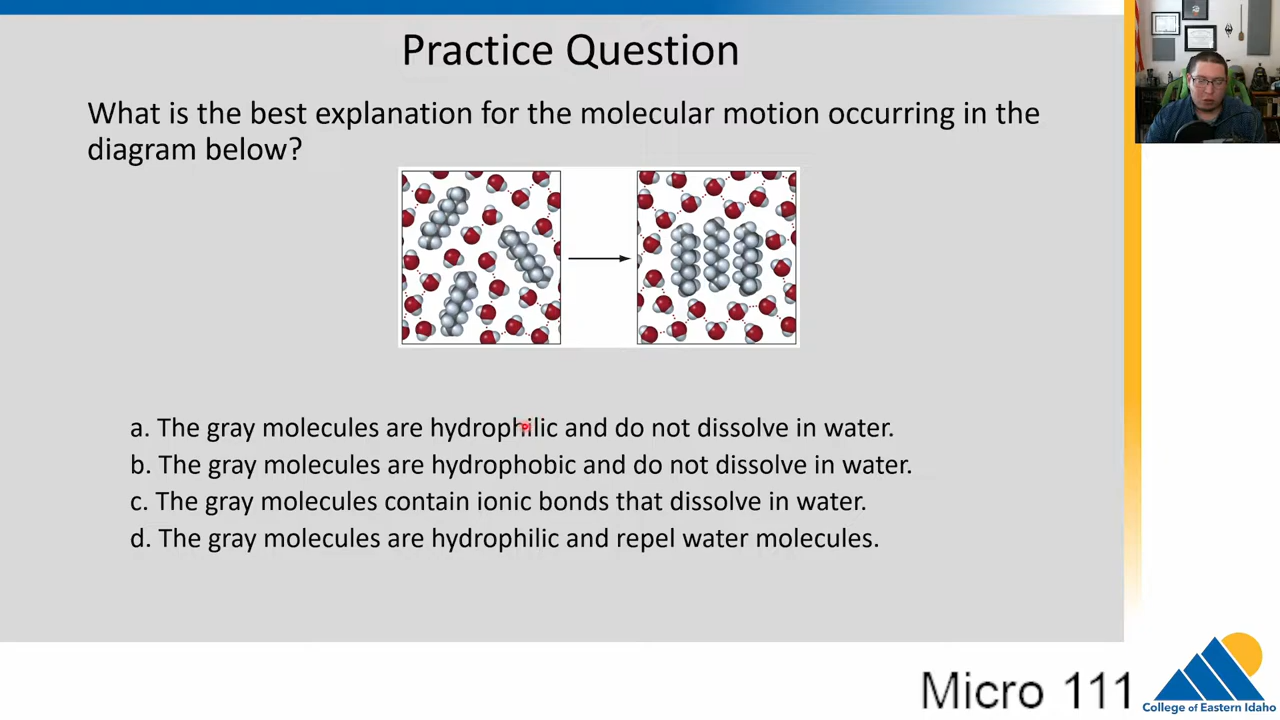 Practice Question
What is the best explanation for the molecular motion occurring in the
diagram below?
a. The gray molecules are hydrophilic and do not dissolve in water.
b. The gray molecules are hydrophobic and do not dissolve in water.
c. The gray molecules contain ionic bonds that dissolve in water.
d. The gray molecules are hydrophilic and repel water molecules.
Micro 111
College of Eastern Idaho